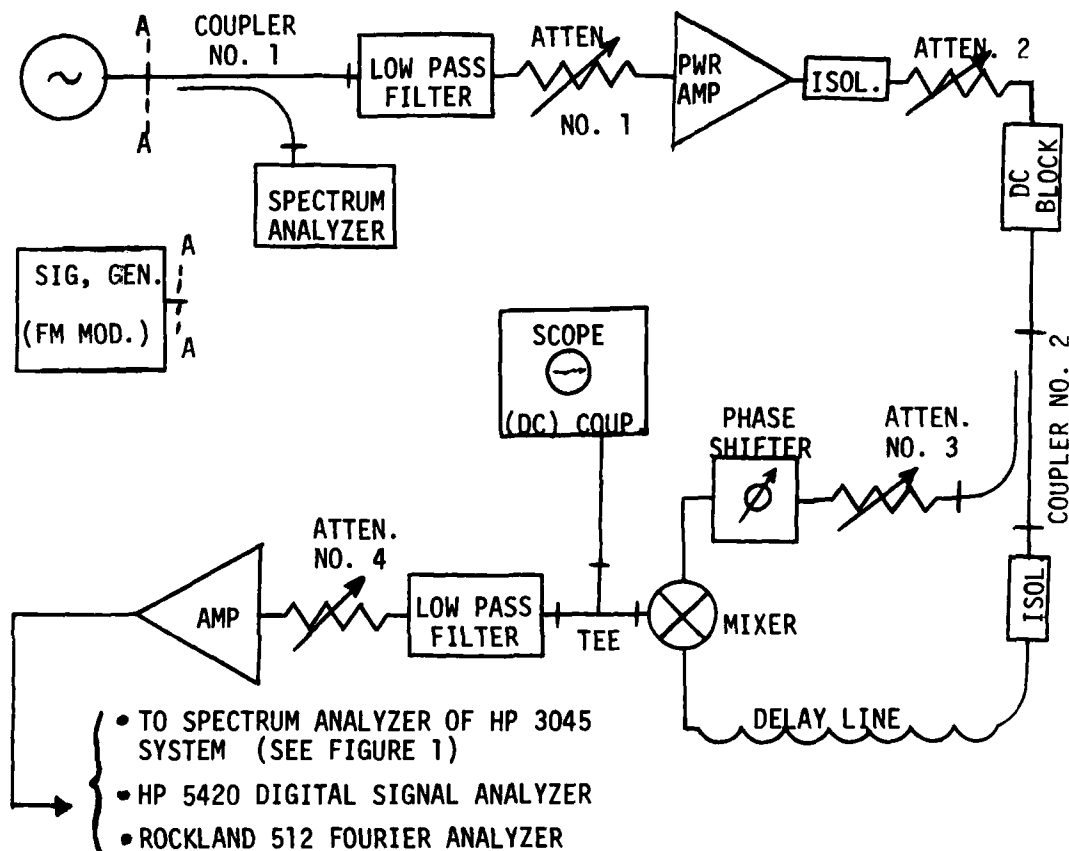 A
COUPLER
NO. 1
LOW PASS
FILTER
ATTEN.
NO. 1
PWR
AMP
ISOL.
ATTEN. 2
A
SPECTRUM
ANALYZER
DC
BLOCK
A
SIG, GEN.
(FM MOD.)
A
SCOPE
(DC) COUP.
COUPLER NO. 2
PHASE
SHIFTER
ATTEN.
NO. 3
ATTEN.
NO. 4
AMP
LOW PASS
FILTER
TEE
MIXER
ISOL
DELAY LINE
• TO SPECTRUM ANALYZER OF HP 3045
SYSTEM (SEE FIGURE 1)
• HP 5420 DIGITAL SIGNAL ANALYZER
• ROCKLAND 512 FOURIER ANALYZER